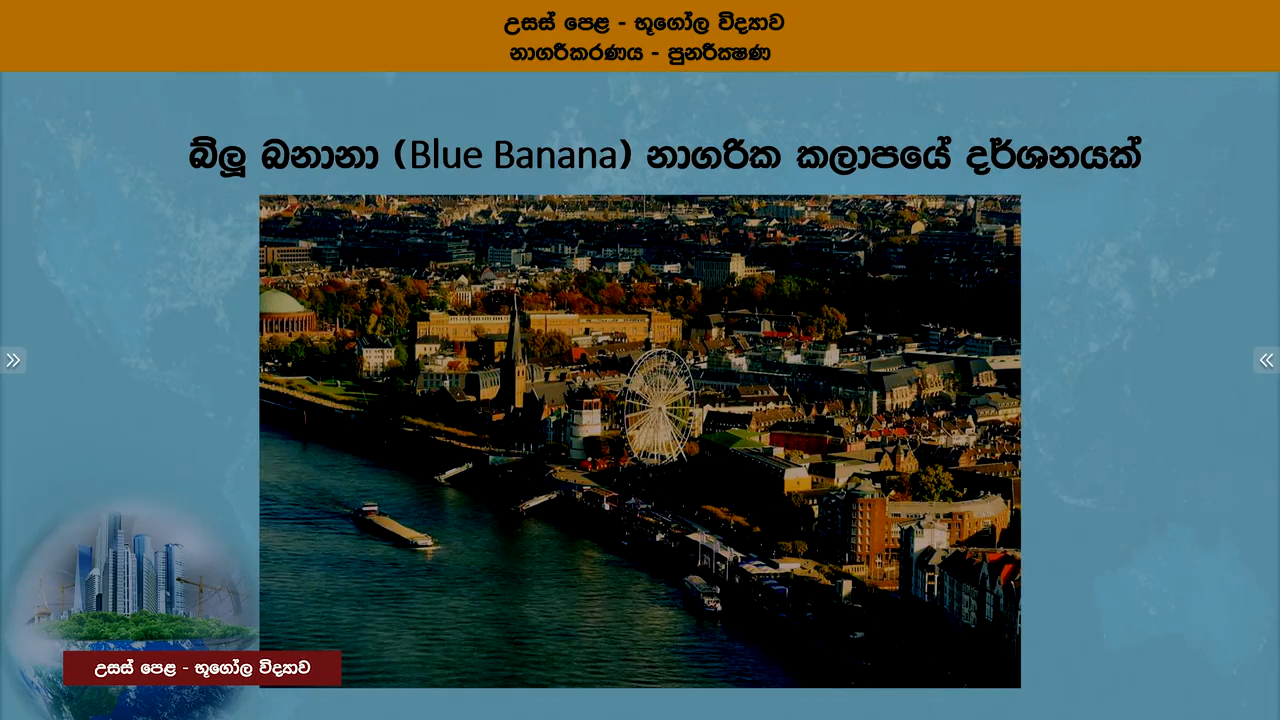 උසස් පෙළ - භූගෝල විද්‍යාව
නාගරීකරණය - පුනරීක්ෂණ
බ්ලූ බනානා (Blue Banana) නාගරික කලාපයේ දර්ශනයක්
උසස් පෙළ - භූගෝල විද්‍යාව